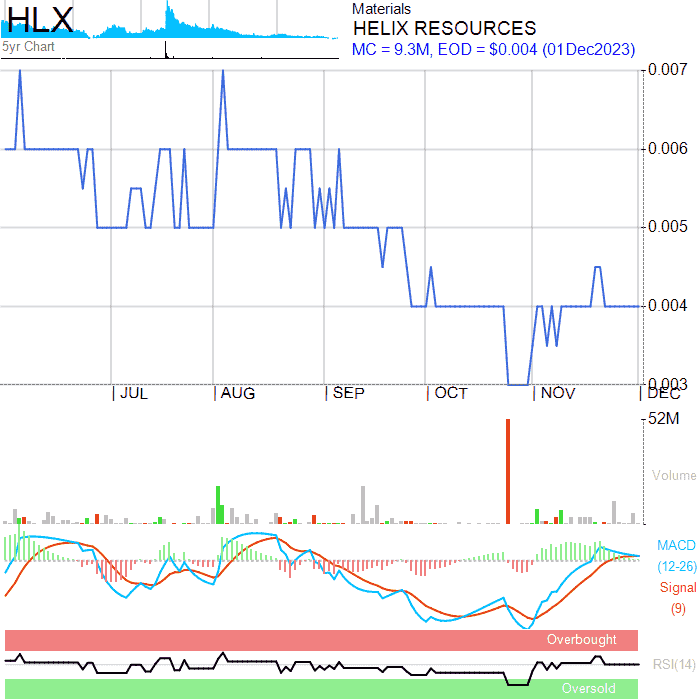 HLX
5yr Chart
Materials
HELIX RESOURCES
MC = 9.3M, EOD = $0.004 (01Dec2023)
0.007
0.006
0.005
0.004
0.003
JUL
AUG
SEP
OCT
NOV
DEC
52M
Volume
MACD
(12-26)
Signal
(9)
Overbought
RSI(14)
Oversold